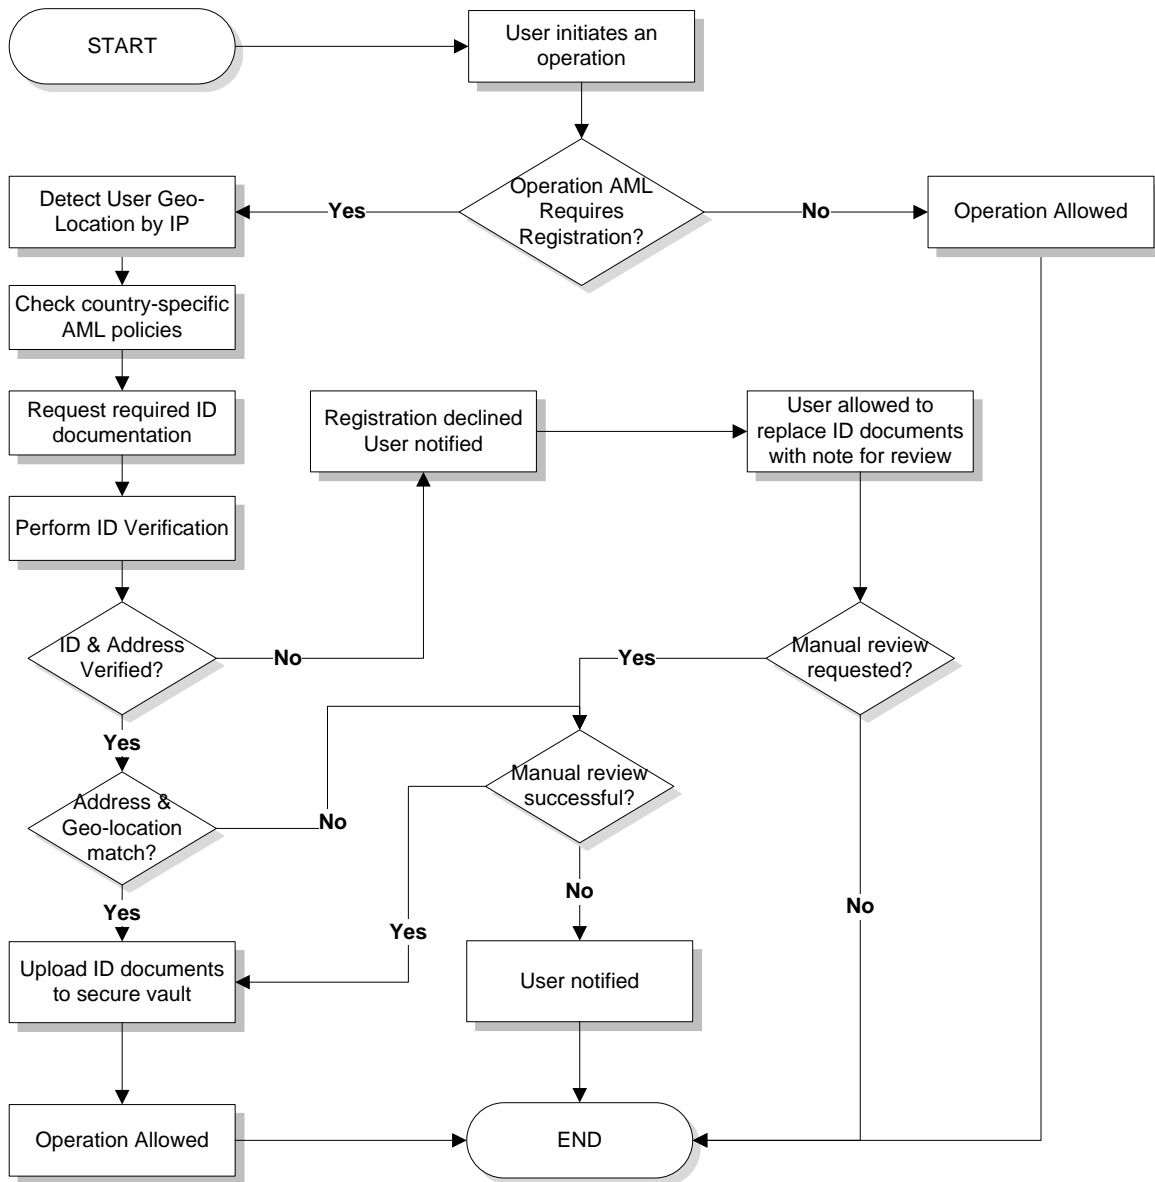 START
User initiates an
operation
Operation AML
Requires
Registration?
Yes
No
Detect User Geo-
Location by IP
Operation Allowed
Check country-specific
AML policies
Request required ID
documentation
Registration declined
User notified
User allowed to
replace ID documents
with note for review
Perform ID Verification
ID & Address
Verified?
No
Yes
Manual review
requested?
Yes
Manual review
successful?
Address &
Geo-location
match?
No
Yes
No
Yes
No
Upload ID documents
to secure vault
User notified
Operation Allowed
END